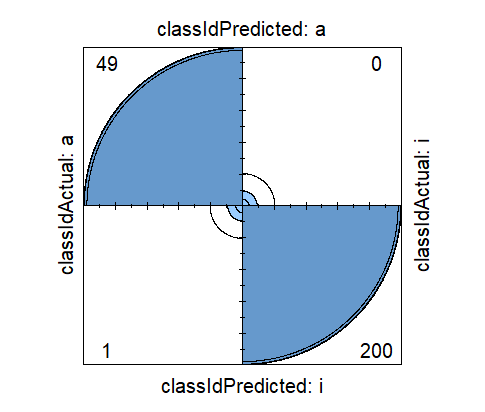 classIdPredicted: a
49
0
classIdActual: a
classIdActual: i
1
200
classIdPredicted: i